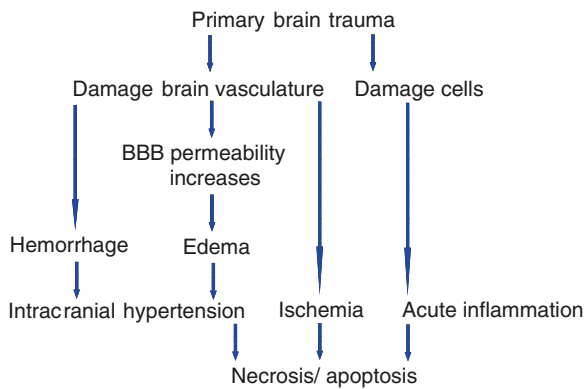 Primary brain trauma
Damage brain vasculature
Damage cells
BBB permeability
increases
Hemorrhage
Edema
Intracranial hypertension
Ischemia
Acute inflammation
Necrosis/ apoptosis